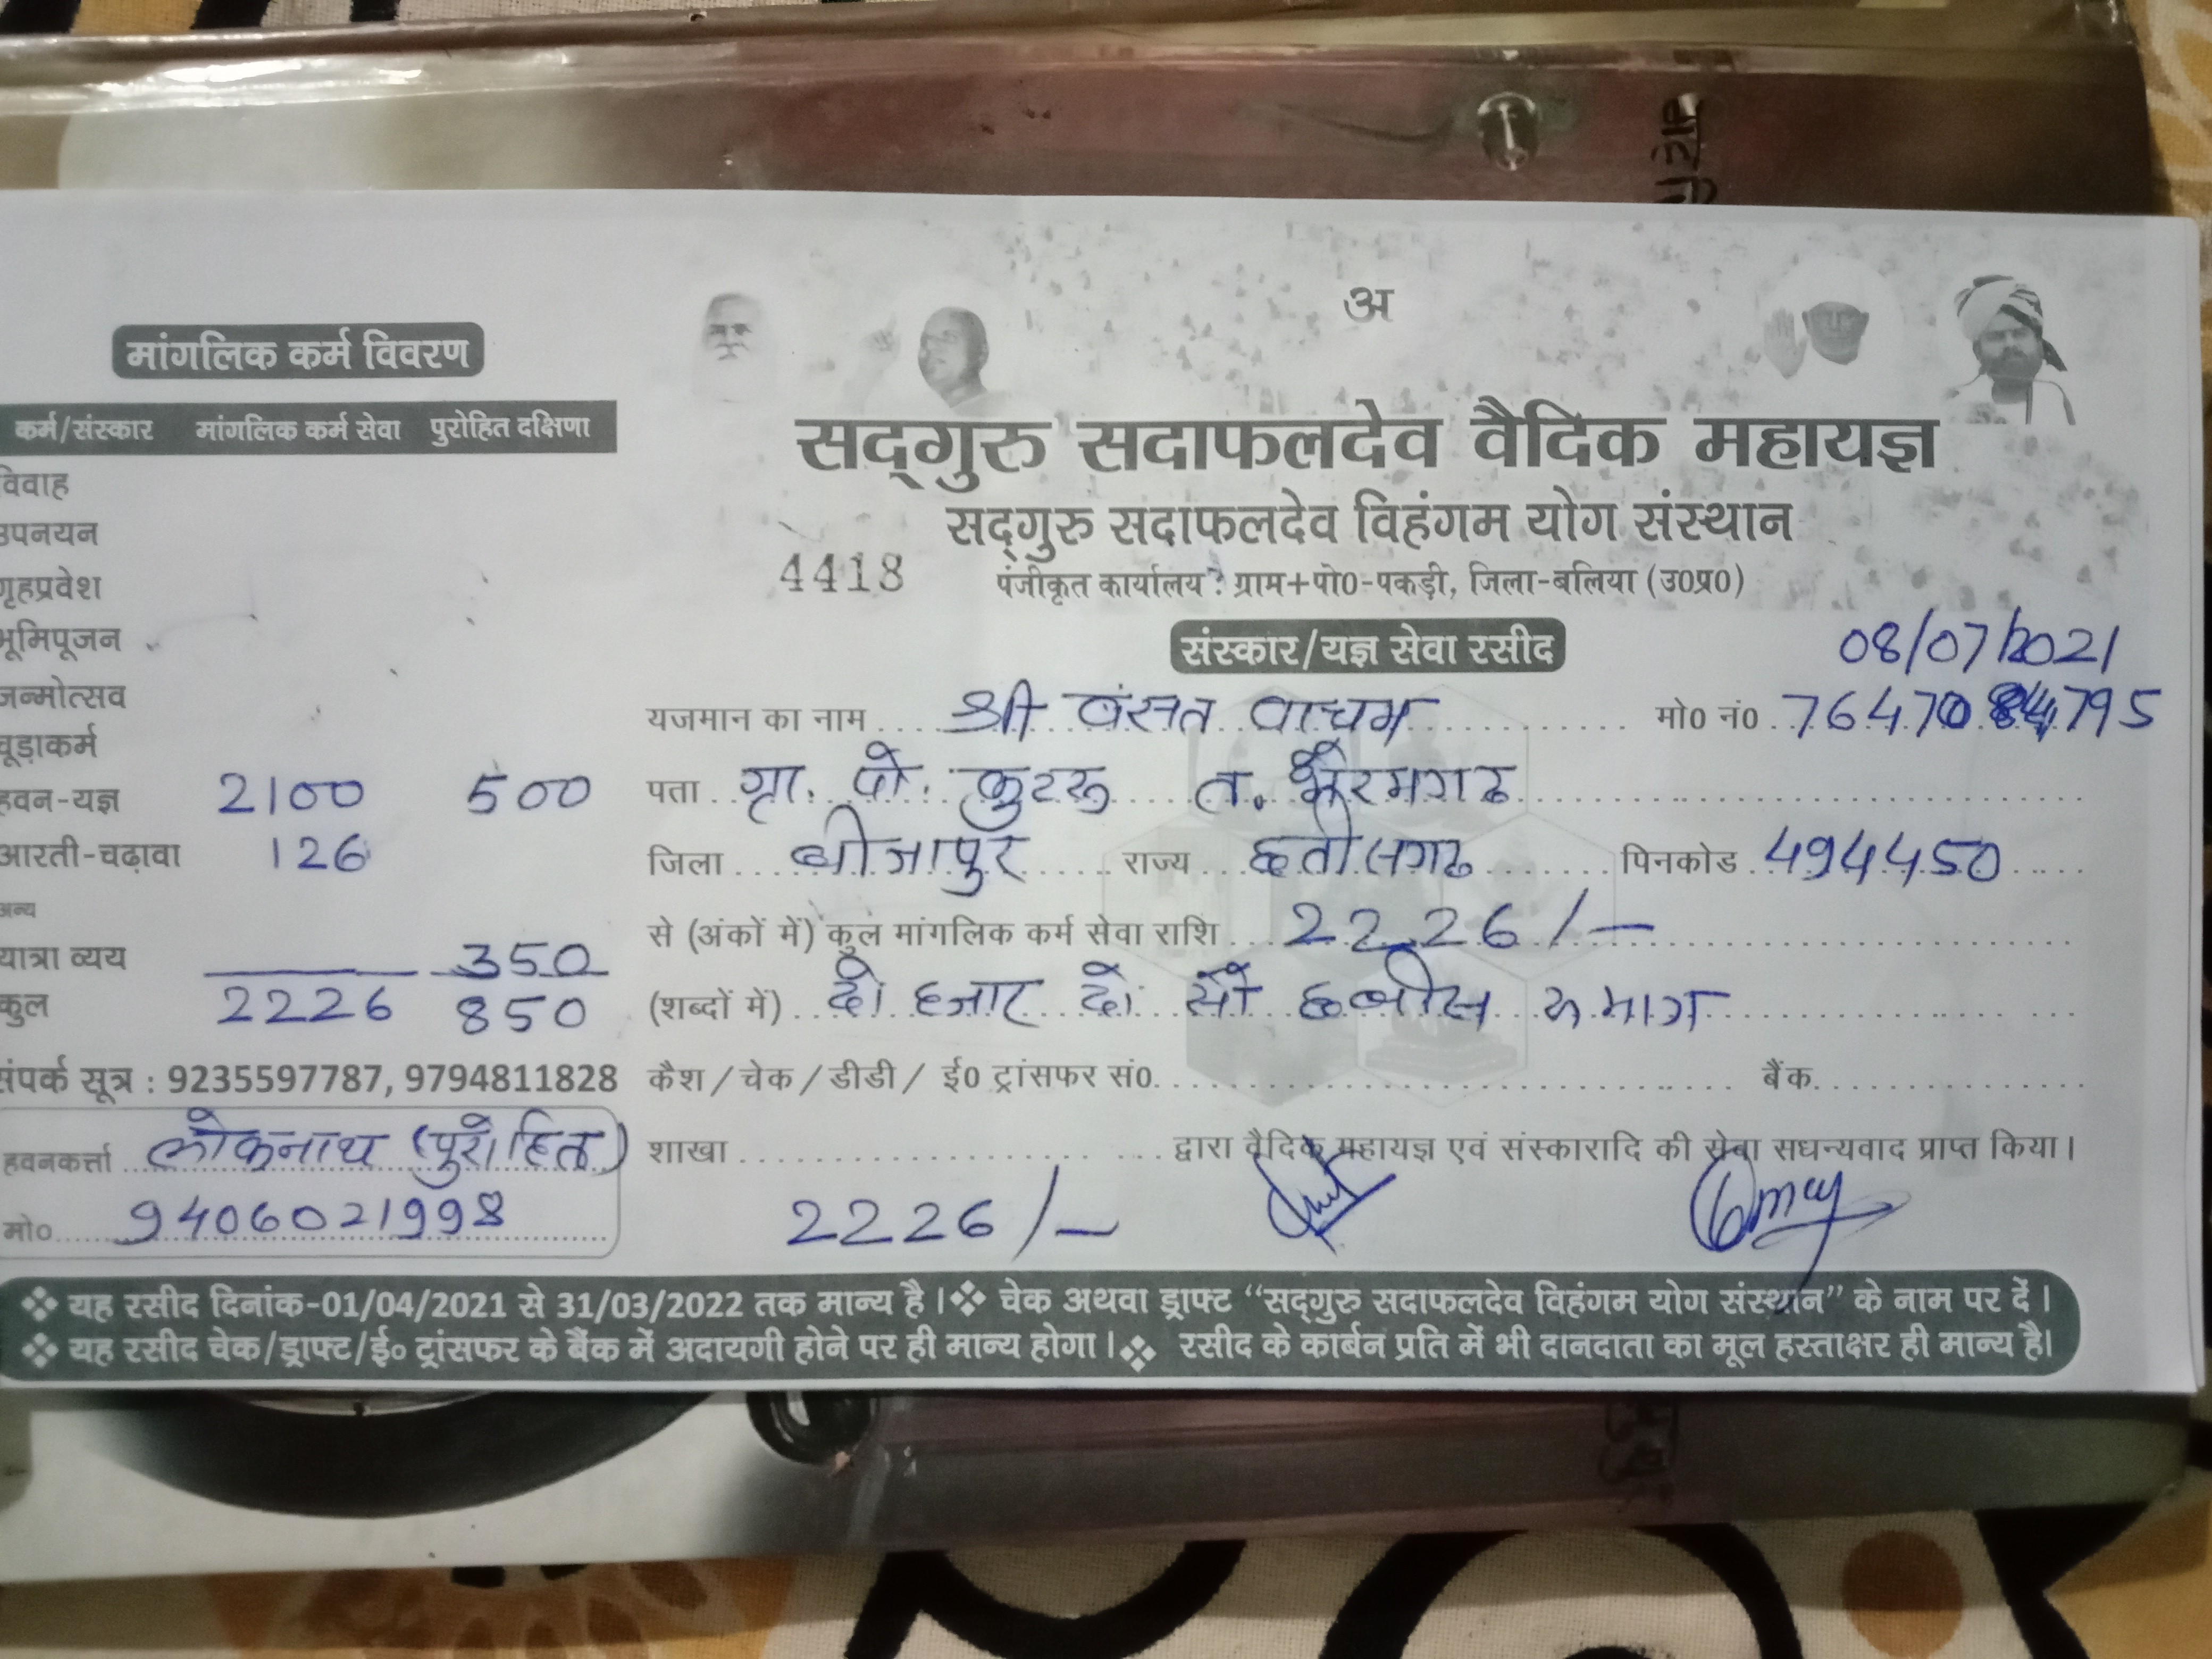 अ
सद्गुरु सदाफलदेव वैदिक महायज्ञ
सद्गुरु सदाफलदेव विहंगम योग संस्थान
4418 पंजीकृत कार्यालय : ग्राम+पो0-पकड़ी, जिला-बलिया (उ0प्र0)
संस्कार/यज्ञ सेवा रसीद
08/07/2021
यजमान का नाम श्री वंसत वाचम मो0 नं0 7647084795
पता ग्रा. पो. कुटरू त. भैरमगढ
जिला बीजापुर राज्य छतीसगढ पिनकोड 494450
से (अंकों में) कुल मांगलिक कर्म सेवा राशि 2226/-
(शब्दों में) दो हजार दो सौ छब्बीस रू मात्र
कैश/चेक/डीडी/ ई0 ट्रांसफर सं0. बैंक
शाखा द्वारा वैदिक महायज्ञ एवं संस्कारादि की सेवा सधन्यवाद प्राप्त किया।
2226/-
मांगलिक कर्म विवरण
कर्म/संस्कार मांगलिक कर्म सेवा पुरोहित दक्षिणा
विवाह
उपनयन
गृहप्रवेश
भूमिपूजन
जन्मोत्सव
चूड़ाकर्म
हवन-यज्ञ 2100 500
आरती-चढ़ावा 126
अन्य
यात्रा व्यय 350
कुल 2226 850
संपर्क सूत्र : 9235597787, 9794811828
हवनकर्त्ता लोकनाथ (पुरोहित)
मो० 9406021998
❖ यह रसीद दिनांक-01/04/2021 से 31/03/2022 तक मान्य है। ❖ चेक अथवा ड्राफ्ट “सद्गुरु सदाफलदेव विहंगम योग संस्थान” के नाम पर दें।
❖ यह रसीद चेक/ड्राफ्ट/ई० ट्रांसफर के बैंक में अदायगी होने पर ही मान्य होगा। ❖ रसीद के कार्बन प्रति में भी दानदाता का मूल हस्ताक्षर ही मान्य है।